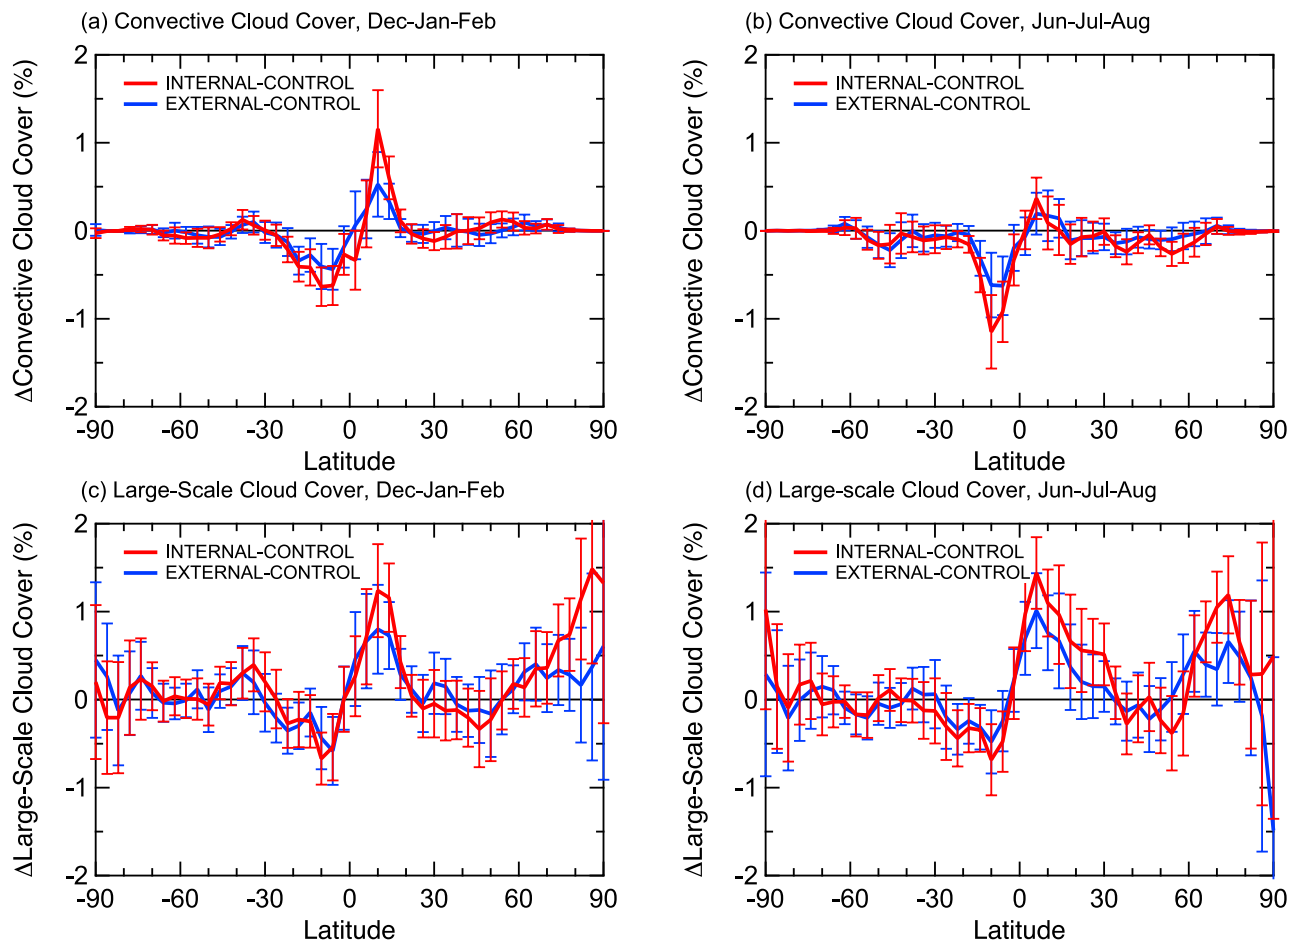 (a) Convective Cloud Cover, Dec-Jan-Feb
2
1
0
-1
-2
ΔConvective Cloud Cover (%)
INTERNAL-CONTROL
EXTERNAL-CONTROL
-90 -60 -30 0 30 60 90
Latitude
(b) Convective Cloud Cover, Jun-Jul-Aug
2
1
0
-1
-2
ΔConvective Cloud Cover (%)
INTERNAL-CONTROL
EXTERNAL-CONTROL
-90 -60 -30 0 30 60 90
Latitude
(c) Large-Scale Cloud Cover, Dec-Jan-Feb
2
1
0
-1
-2
ΔLarge-Scale Cloud Cover (%)
INTERNAL-CONTROL
EXTERNAL-CONTROL
-90 -60 -30 0 30 60 90
Latitude
(d) Large-scale Cloud Cover, Jun-Jul-Aug
2
1
0
-1
-2
ΔLarge-Scale Cloud Cover (%)
INTERNAL-CONTROL
EXTERNAL-CONTROL
-90 -60 -30 0 30 60 90
Latitude